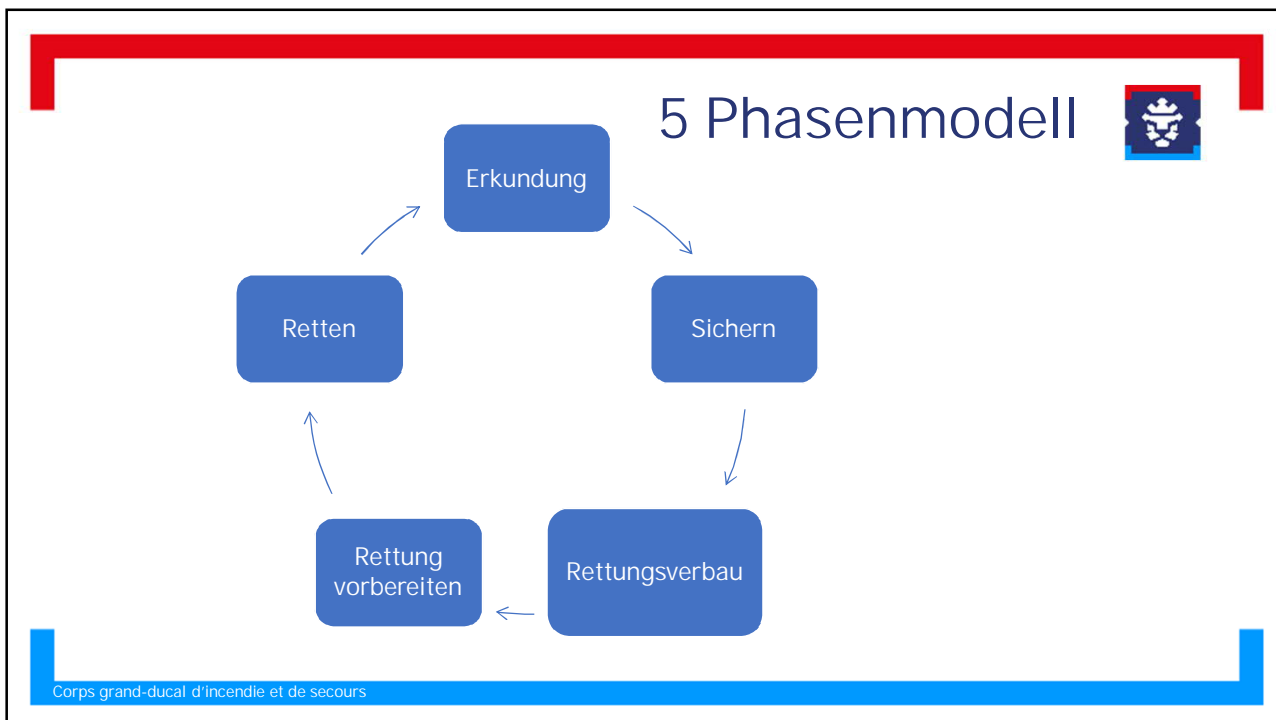 5 Phasenmodell
Erkundung
Sichern
Rettungsverbau
Rettung
vorbereiten
Retten
Corps grand-ducal d'incendie et de secours